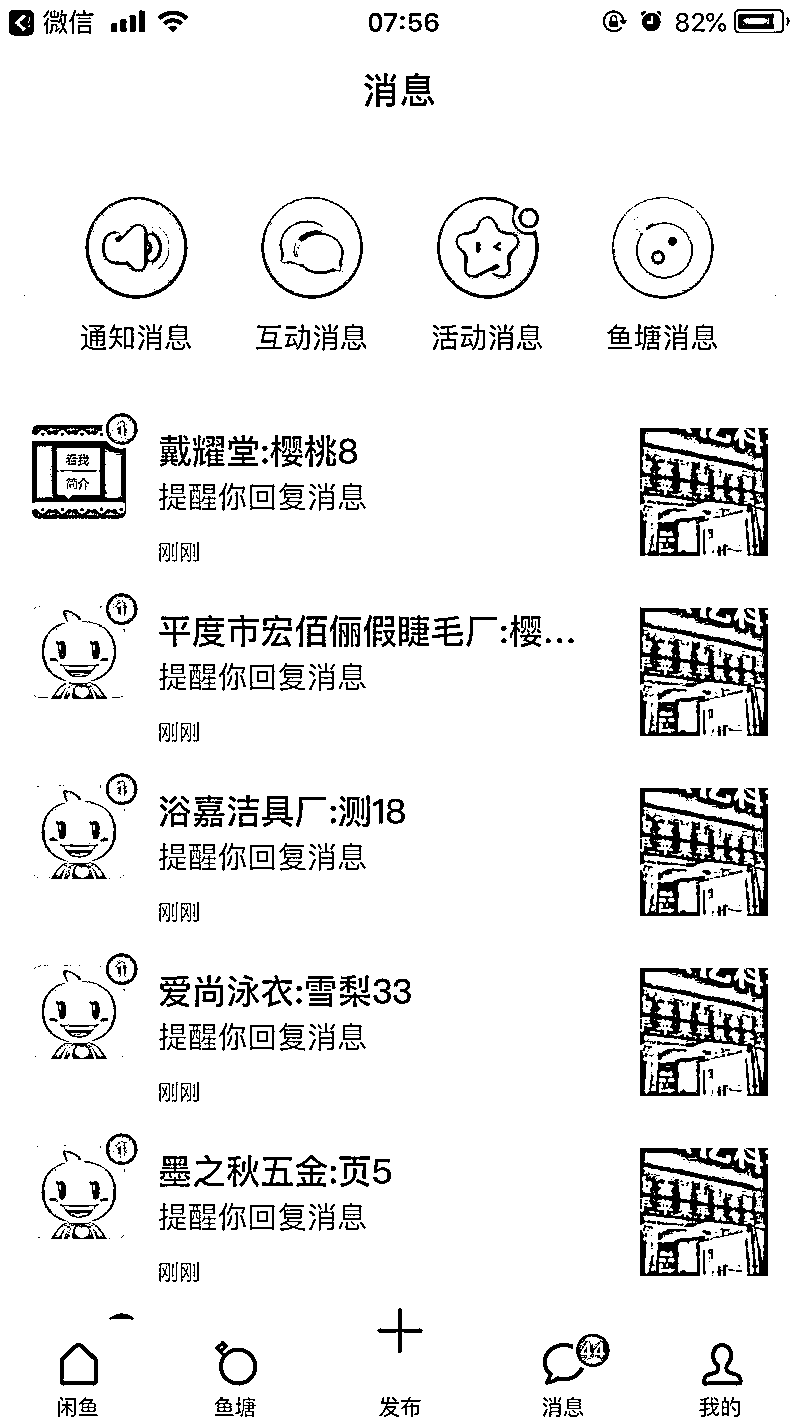 微信 07:56 82%
消息
通知消息 互动消息 活动消息 鱼塘消息
看我
简介
戴耀堂:樱桃8
提醒你回复消息
刚刚
平度市宏佰俪假睫毛厂:樱...
提醒你回复消息
刚刚
浴嘉洁具厂:测18
提醒你回复消息
刚刚
爱尚泳衣:雪梨33
提醒你回复消息
刚刚
墨之秋五金:页5
提醒你回复消息
刚刚
44
闲鱼 鱼塘 发布 消息 我的